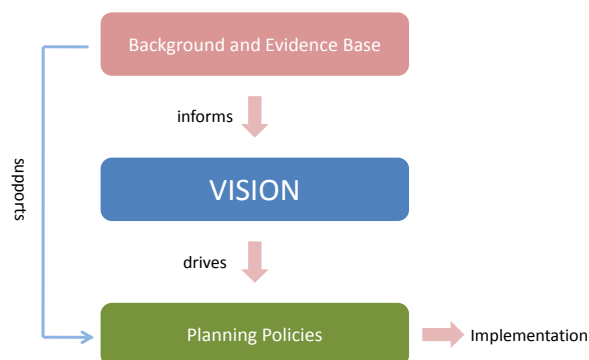 Background and Evidence Base
informs
supports
VISION
drives
Planning Policies
Implementation